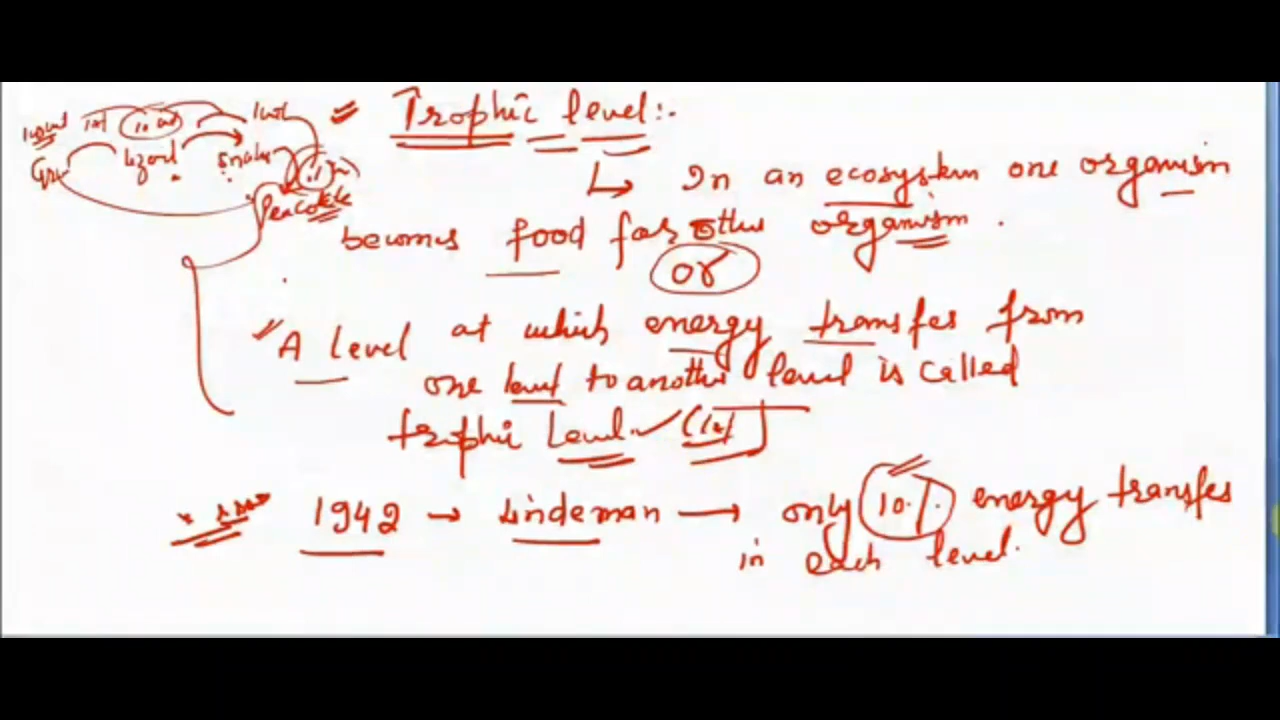 Trophic level:-
In an ecosystem one organism
becomes food for other organism.
or
A level at which energy transfer from
one level to another level is called
trophic level
1942 → Lindeman → only 10% energy transfer
in each level.
lizard
Snake
Peacock